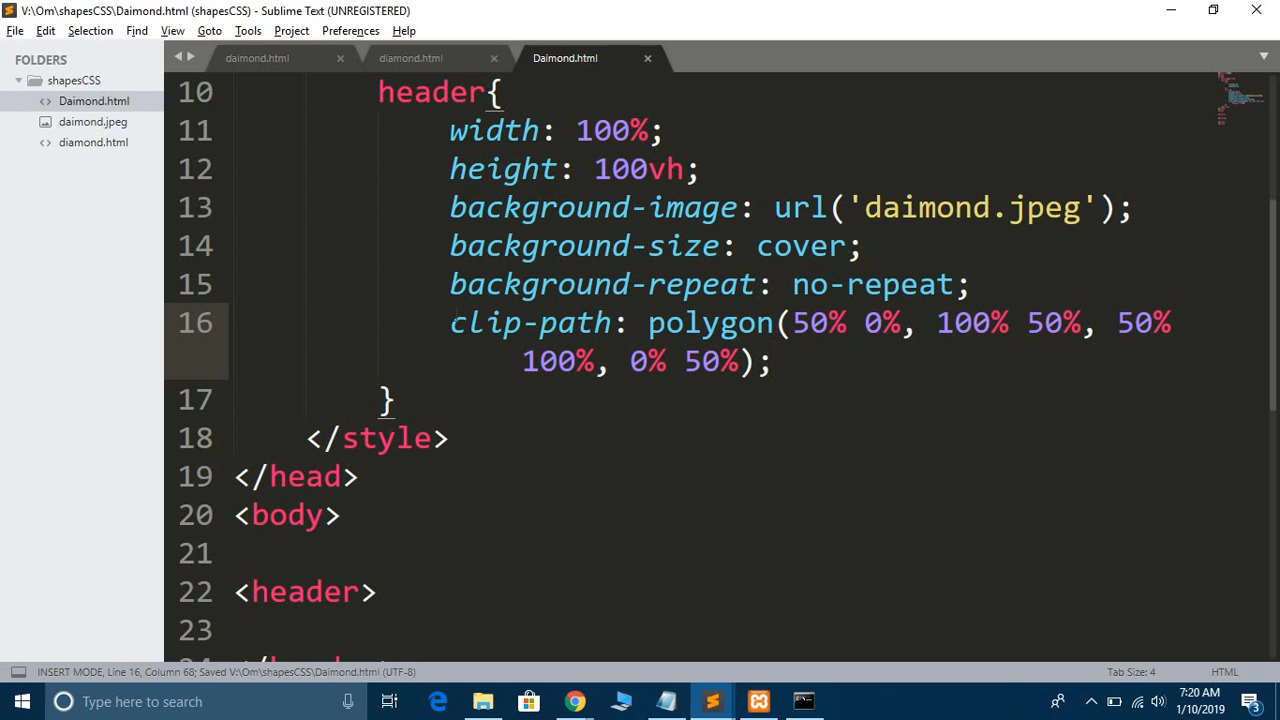 V:\Om\shapesCSS\Daimond.html (shapesCSS) - Sublime Text (UNREGISTERED)
File Edit Selection Find View Goto Tools Project Preferences Help
FOLDERS
shapesCSS
Daimond.html
daimond.jpeg
diamond.html
daimond.html
diamond.html
Daimond.html
10 header{
11 width: 100%;
12 height: 100vh;
13 background-image: url('daimond.jpeg');
14 background-size: cover;
15 background-repeat: no-repeat;
16 clip-path: polygon(50% 0%, 100% 50%, 50%
100%, 0% 50%);
17 }
18 </style>
19 </head>
20 <body>
21
22 <header>
23
24 </header>
INSERT MODE, Line 16, Column 68; Saved V:\Om\shapesCSS\Daimond.html (UTF-8)
Tab Size: 4
HTML
Type here to search
7:20 AM
1/10/2019
3